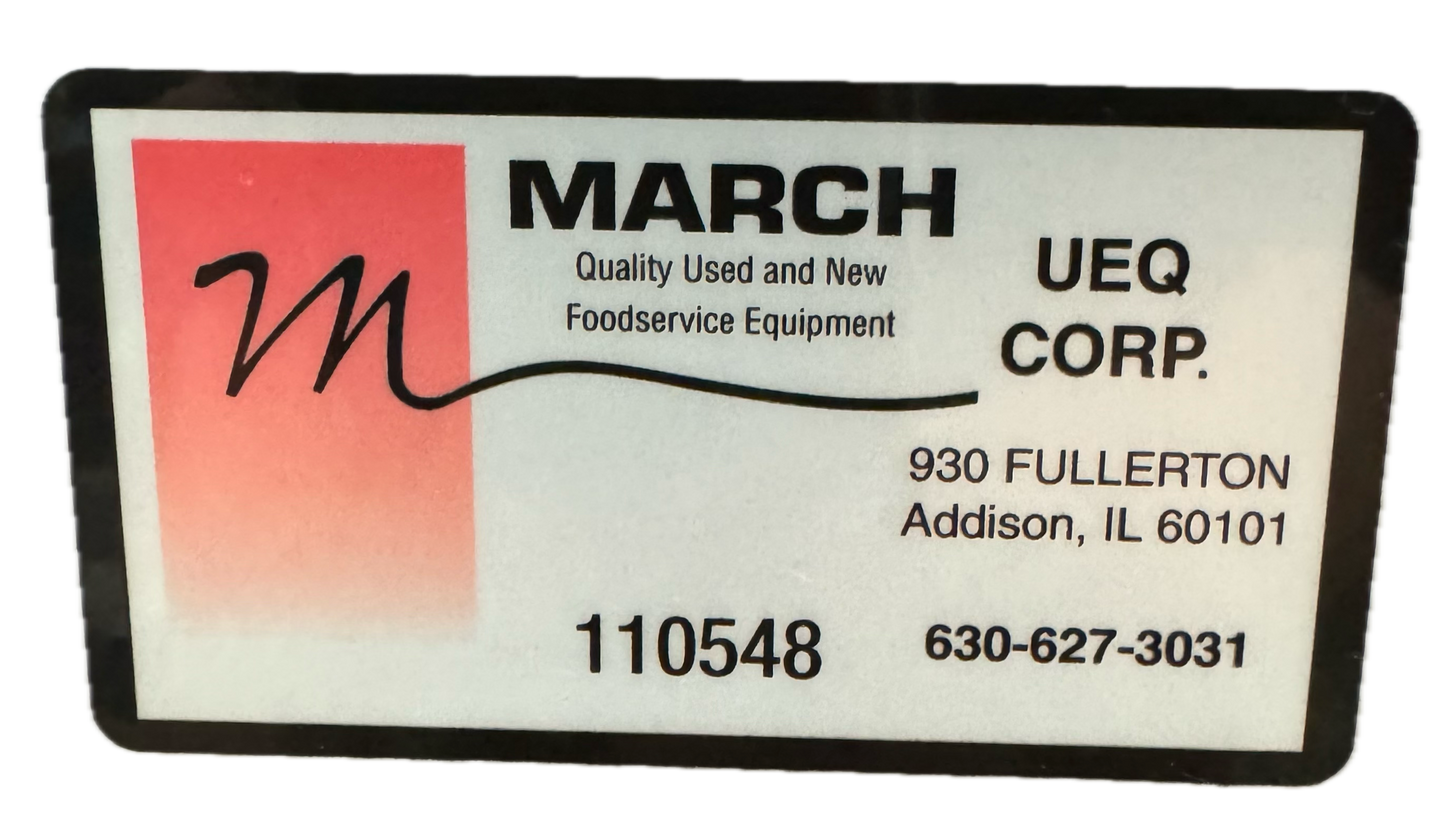 m
MARCH
Quality Used and New
Foodservice Equipment
UEQ
CORP.
930 FULLERTON
Addison, IL 60101
110548
630-627-3031